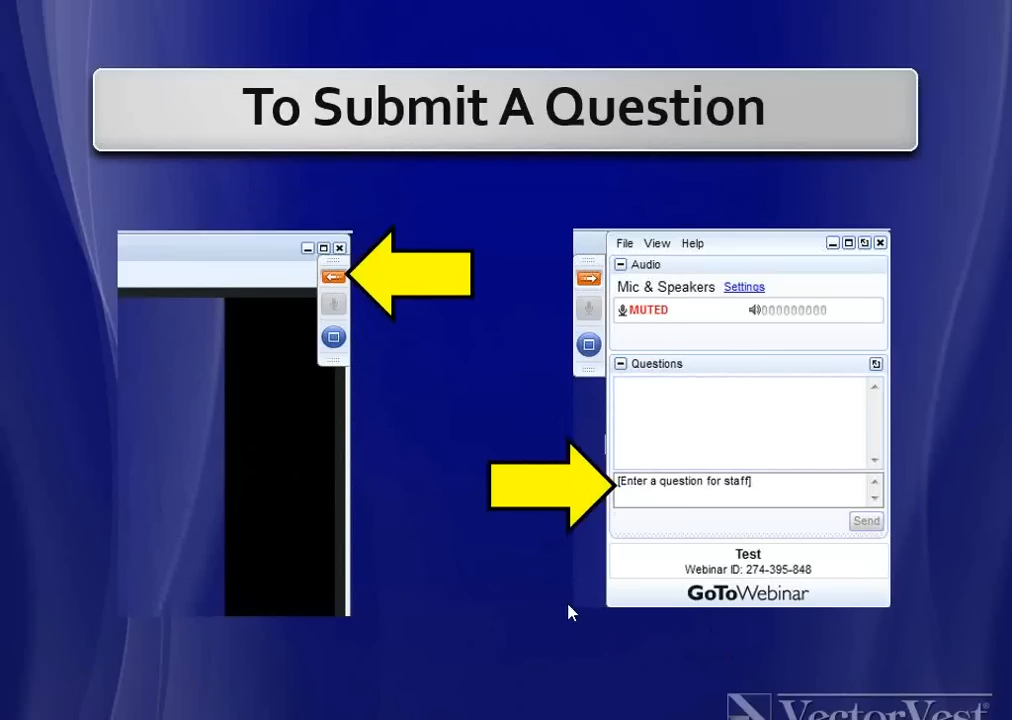 To Submit A Question
File View Help
Audio
Mic & Speakers Settings
MUTED 000000000
Questions
[Enter a question for staff]
Send
Test
Webinar ID: 274-395-848
GoToWebinar
VectorVest®